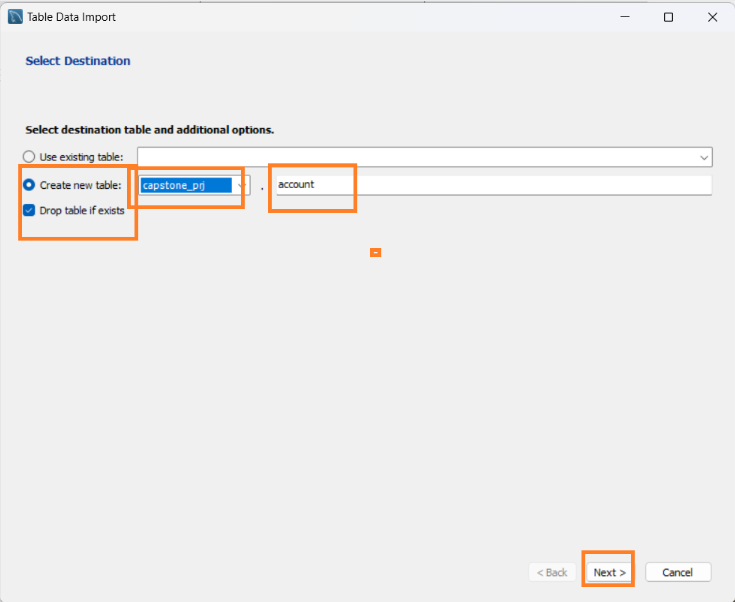 Table Data Import
Select Destination
Select destination table and additional options.
Use existing table:
Create new table: capstone_prj . account
Drop table if exists
< Back Next > Cancel